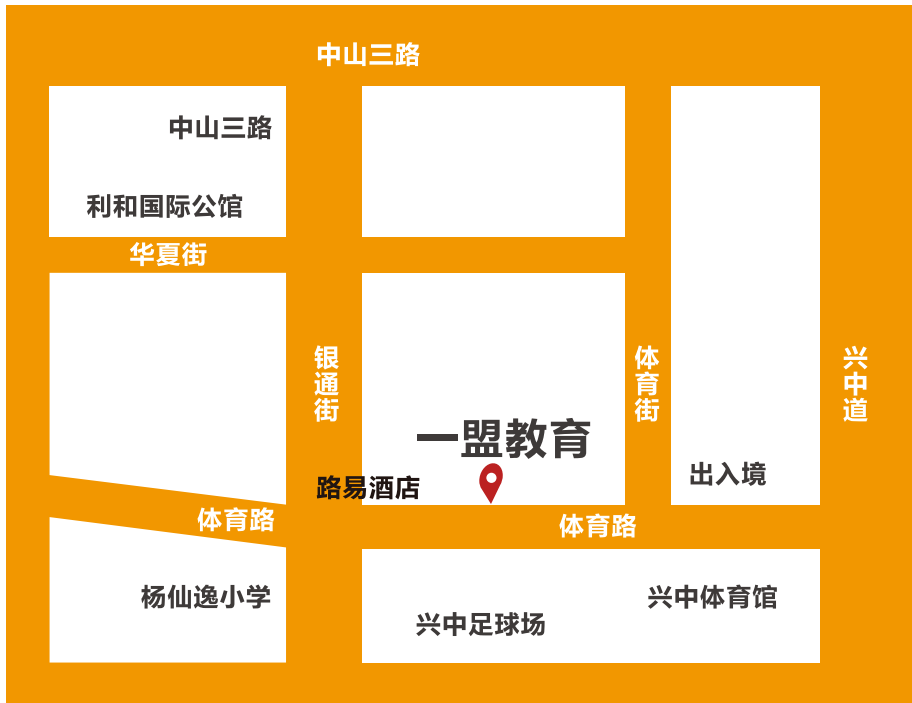 中山三路
中山三路
利和国际公馆
华夏街
银通街
体育街
兴中道
一盟教育
出入境
路易酒店
体育路
体育路
杨仙逸小学
兴中体育馆
兴中足球场